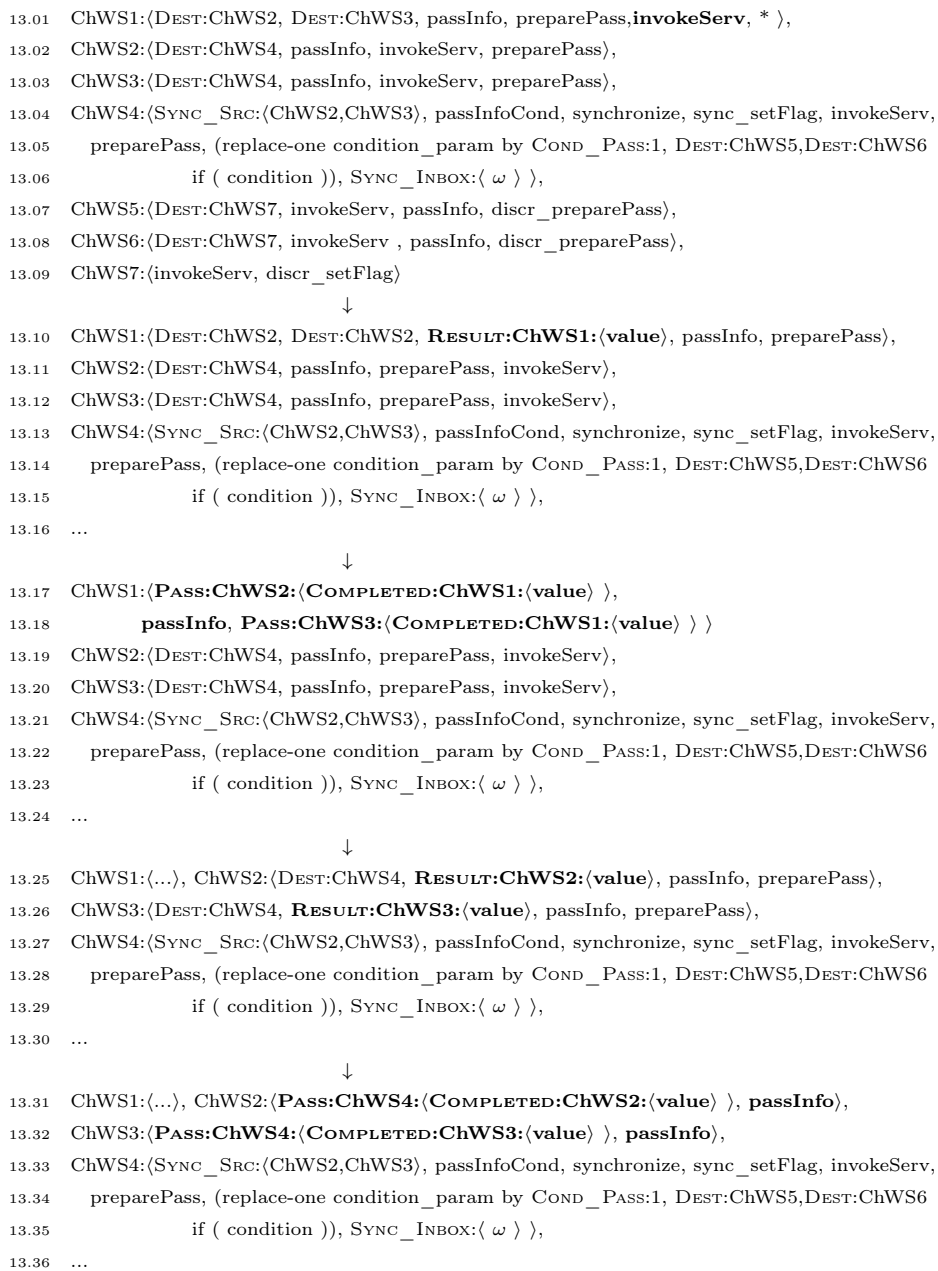 13.01 ChWS1:⟨DEST:ChWS2, DEST:ChWS3, passInfo, preparePass,invokeServ, * ⟩,
13.02 ChWS2:⟨DEST:ChWS4, passInfo, invokeServ, preparePass⟩,
13.03 ChWS3:⟨DEST:ChWS4, passInfo, invokeServ, preparePass⟩,
13.04 ChWS4:⟨SYNC_SRC:⟨ChWS2,ChWS3⟩, passInfoCond, synchronize, sync_setFlag, invokeServ,
13.05 preparePass, (replace-one condition_param by COND_PASS:1, DEST:ChWS5,DEST:ChWS6
13.06 if ( condition )), SYNC_INBOX:⟨ ω ⟩ ⟩,
13.07 ChWS5:⟨DEST:ChWS7, invokeServ, passInfo, discr_preparePass⟩,
13.08 ChWS6:⟨DEST:ChWS7, invokeServ , passInfo, discr_preparePass⟩,
13.09 ChWS7:⟨invokeServ, discr_setFlag⟩
↓
13.10 ChWS1:⟨DEST:ChWS2, DEST:ChWS2, RESULT:ChWS1:⟨value⟩, passInfo, preparePass⟩,
13.11 ChWS2:⟨DEST:ChWS4, passInfo, preparePass, invokeServ⟩,
13.12 ChWS3:⟨DEST:ChWS4, passInfo, preparePass, invokeServ⟩,
13.13 ChWS4:⟨SYNC_SRC:⟨ChWS2,ChWS3⟩, passInfoCond, synchronize, sync_setFlag, invokeServ,
13.14 preparePass, (replace-one condition_param by COND_PASS:1, DEST:ChWS5,DEST:ChWS6
13.15 if ( condition )), SYNC_INBOX:⟨ ω ⟩ ⟩,
13.16 ...
↓
13.17 ChWS1:⟨PASS:ChWS2:⟨COMPLETED:ChWS1:⟨value⟩ ⟩,
13.18 passInfo, PASS:ChWS3:⟨COMPLETED:ChWS1:⟨value⟩ ⟩ ⟩
13.19 ChWS2:⟨DEST:ChWS4, passInfo, preparePass, invokeServ⟩,
13.20 ChWS3:⟨DEST:ChWS4, passInfo, preparePass, invokeServ⟩,
13.21 ChWS4:⟨SYNC_SRC:⟨ChWS2,ChWS3⟩, passInfoCond, synchronize, sync_setFlag, invokeServ,
13.22 preparePass, (replace-one condition_param by COND_PASS:1, DEST:ChWS5,DEST:ChWS6
13.23 if ( condition )), SYNC_INBOX:⟨ ω ⟩ ⟩,
13.24 ...
↓
13.25 ChWS1:⟨...⟩, ChWS2:⟨DEST:ChWS4, RESULT:ChWS2:⟨value⟩, passInfo, preparePass⟩,
13.26 ChWS3:⟨DEST:ChWS4, RESULT:ChWS3:⟨value⟩, passInfo, preparePass⟩,
13.27 ChWS4:⟨SYNC_SRC:⟨ChWS2,ChWS3⟩, passInfoCond, synchronize, sync_setFlag, invokeServ,
13.28 preparePass, (replace-one condition_param by COND_PASS:1, DEST:ChWS5,DEST:ChWS6
13.29 if ( condition )), SYNC_INBOX:⟨ ω ⟩ ⟩,
13.30 ...
↓
13.31 ChWS1:⟨...⟩, ChWS2:⟨PASS:ChWS4:⟨COMPLETED:ChWS2:⟨value⟩ ⟩, passInfo⟩,
13.32 ChWS3:⟨PASS:ChWS4:⟨COMPLETED:ChWS3:⟨value⟩ ⟩, passInfo⟩,
13.33 ChWS4:⟨SYNC_SRC:⟨ChWS2,ChWS3⟩, passInfoCond, synchronize, sync_setFlag, invokeServ,
13.34 preparePass, (replace-one condition_param by COND_PASS:1, DEST:ChWS5,DEST:ChWS6
13.35 if ( condition )), SYNC_INBOX:⟨ ω ⟩ ⟩,
13.36 ...